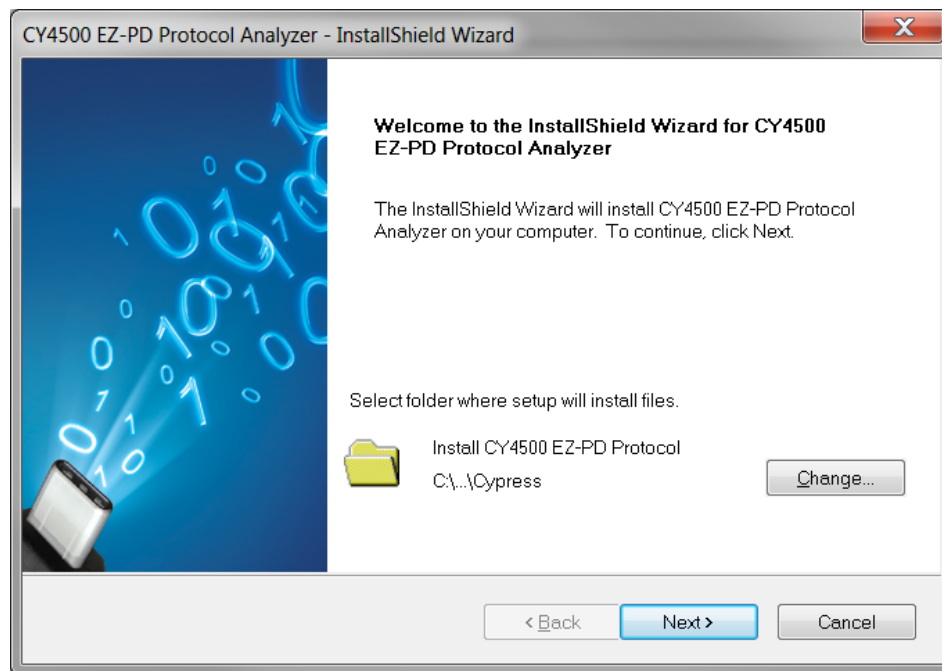 CY4500 EZ-PD Protocol Analyzer - InstallShield Wizard
Welcome to the InstallShield Wizard for CY4500
EZ-PD Protocol Analyzer
The InstallShield Wizard will install CY4500 EZ-PD Protocol
Analyzer on your computer. To continue, click Next.
Select folder where setup will install files.
Install CY4500 EZ-PD Protocol
C:\...\Cypress
Change...
< Back
Next >
Cancel